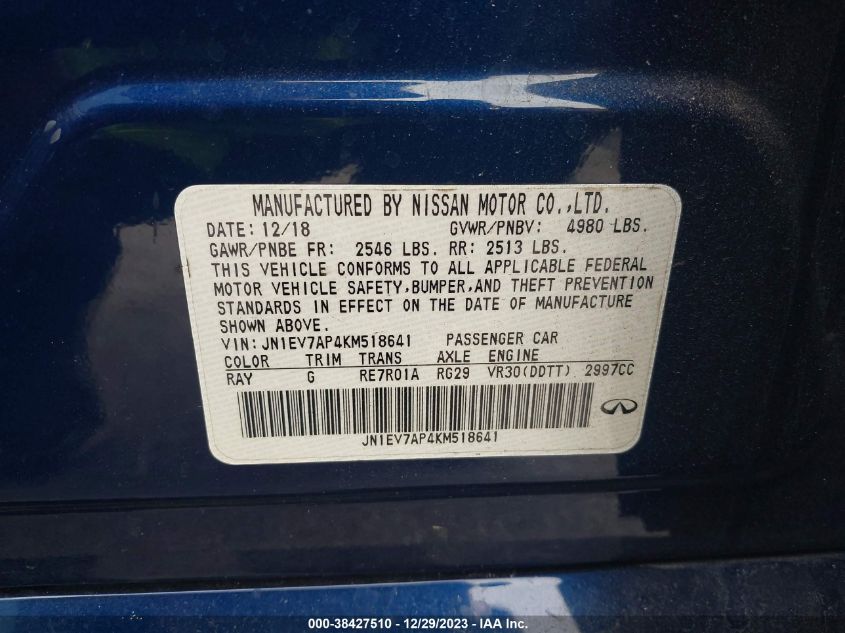 MANUFACTURED BY NISSAN MOTOR CO.,LTD.
DATE: 12/18 GVWR/PNBV: 4980 LBS.
GAWR/PNBE FR: 2546 LBS. RR: 2513 LBS.
THIS VEHICLE CONFORMS TO ALL APPLICABLE FEDERAL
MOTOR VEHICLE SAFETY,BUMPER,AND THEFT PREVENTION
STANDARDS IN EFFECT ON THE DATE OF MANUFACTURE
SHOWN ABOVE.
VIN: JN1EV7AP4KM518641 PASSENGER CAR
COLOR TRIM TRANS AXLE ENGINE
RAY G RE7R01A RG29 VR30(DDTT) 2997CC
JN1EV7AP4KM518641
000-38427510 - 12/29/2023 - IAA Inc.